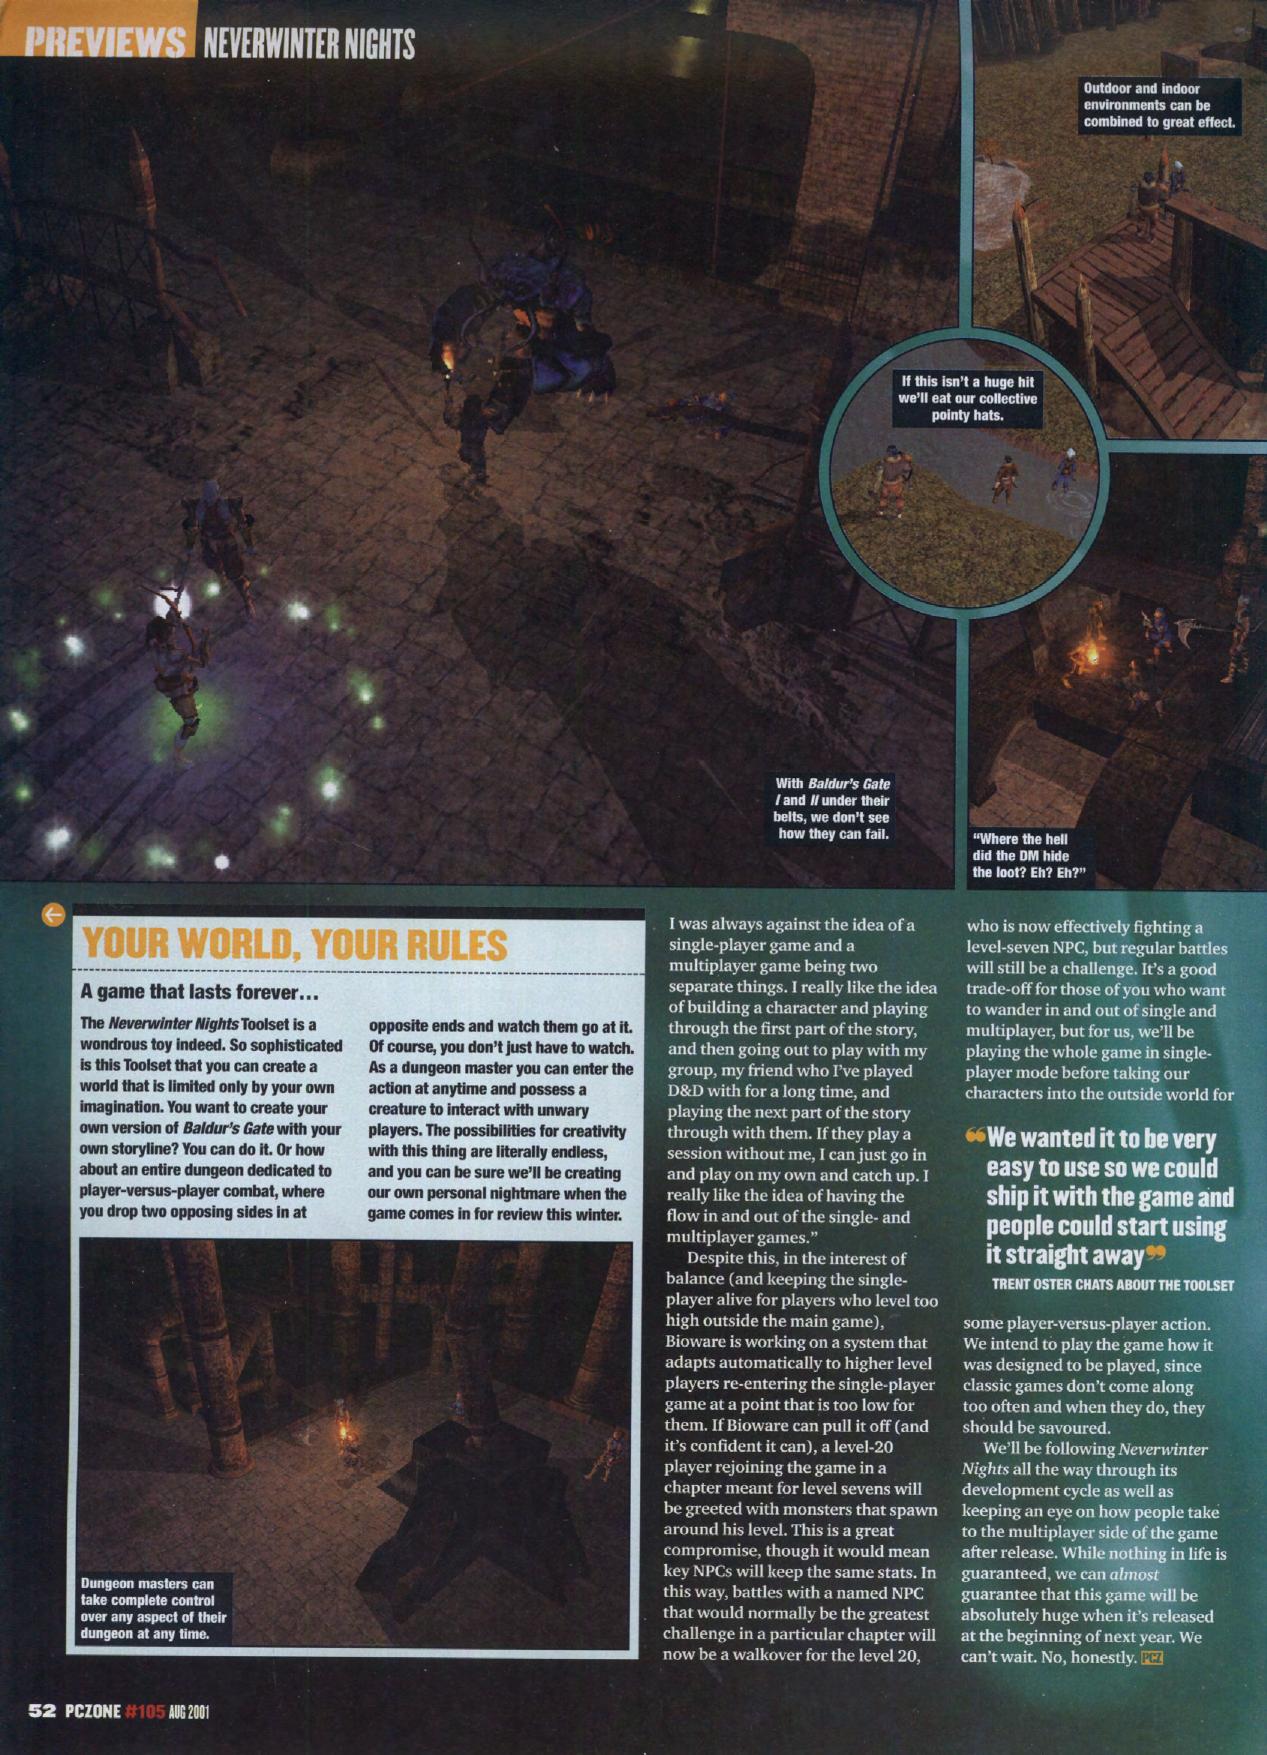 PREVIEWS NEVERWINTER NIGHTS
Outdoor and indoor
environments can be
combined to great effect.
If this isn't a huge hit
we'll eat our collective
pointy hats.
With Baldur's Gate
I and II under their
belts, we don't see
how they can fail.
"Where the hell
did the DM hide
the loot? Eh? Eh?"
YOUR WORLD, YOUR RULES
A game that lasts forever...
The Neverwinter Nights Toolset is a
wondrous toy indeed. So sophisticated
is this Toolset that you can create a
world that is limited only by your own
imagination. You want to create your
own version of Baldur's Gate with your
own storyline? You can do it. Or how
about an entire dungeon dedicated to
player-versus-player combat, where
you drop two opposing sides in at
opposite ends and watch them go at it.
Of course, you don't just have to watch.
As a dungeon master you can enter the
action at anytime and possess a
creature to interact with unwary
players. The possibilities for creativity
with this thing are literally endless,
and you can be sure we'll be creating
our own personal nightmare when the
game comes in for review this winter.
Dungeon masters can
take complete control
over any aspect of their
dungeon at any time.
I was always against the idea of a
single-player game and a
multiplayer game being two
separate things. I really like the idea
of building a character and playing
through the first part of the story,
and then going out to play with my
group, my friend who I've played
D&D with for a long time, and
playing the next part of the story
through with them. If they play a
session without me, I can just go in
and play on my own and catch up. I
really like the idea of having the
flow in and out of the single- and
multiplayer games."
Despite this, in the interest of
balance (and keeping the single-
player alive for players who level too
high outside the main game),
Bioware is working on a system that
adapts automatically to higher level
players re-entering the single-player
game at a point that is too low for
them. If Bioware can pull it off (and
it's confident it can), a level-20
player rejoining the game in a
chapter meant for level sevens will
be greeted with monsters that spawn
around his level. This is a great
compromise, though it would mean
key NPCs will keep the same stats. In
this way, battles with a named NPC
that would normally be the greatest
challenge in a particular chapter will
now be a walkover for the level 20,
who is now effectively fighting a
level-seven NPC, but regular battles
will still be a challenge. It's a good
trade-off for those of you who want
to wander in and out of single and
multiplayer, but for us, we'll be
playing the whole game in single-
player mode before taking our
characters into the outside world for
“We wanted it to be very
easy to use so we could
ship it with the game and
people could start using
it straight away”
TRENT OSTER CHATS ABOUT THE TOOLSET
some player-versus-player action.
We intend to play the game how it
was designed to be played, since
classic games don't come along
too often and when they do, they
should be savoured.
We'll be following Neverwinter
Nights all the way through its
development cycle as well as
keeping an eye on how people take
to the multiplayer side of the game
after release. While nothing in life is
guaranteed, we can almost
guarantee that this game will be
absolutely huge when it's released
at the beginning of next year. We
can't wait. No, honestly. PCZ
52 PCZONE #105 AUG 2001